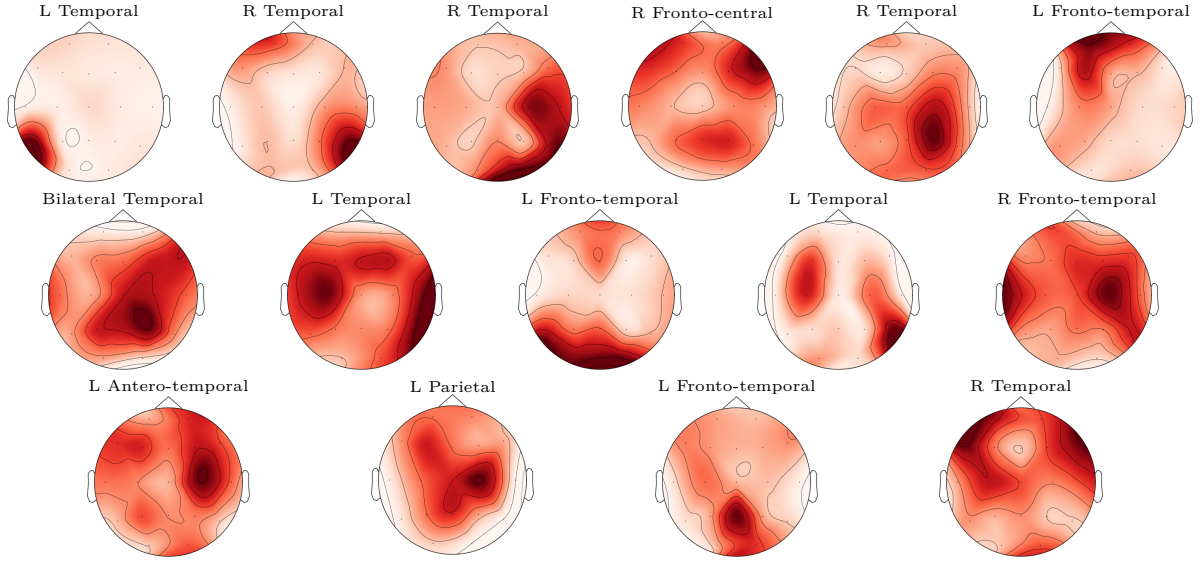 L Temporal
R Temporal
R Temporal
R Fronto-central
R Temporal
L Fronto-temporal
Bilateral Temporal
L Temporal
L Fronto-temporal
L Temporal
R Fronto-temporal
L Antero-temporal
L Parietal
L Fronto-temporal
R Temporal